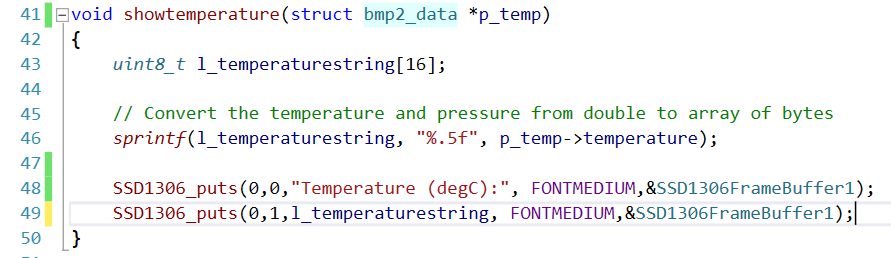 41 void showtemperature(struct bmp2_data *p_temp)
42 {
43 uint8_t l_temperaturestring[16];
44
45 // Convert the temperature and pressure from double to array of bytes
46 sprintf(l_temperaturestring, "%.5f", p_temp->temperature);
47
48 SSD1306_puts(0,0,"Temperature (degC):", FONTMEDIUM,&SSD1306FrameBuffer1);
49 SSD1306_puts(0,1,l_temperaturestring, FONTMEDIUM,&SSD1306FrameBuffer1);
50 }